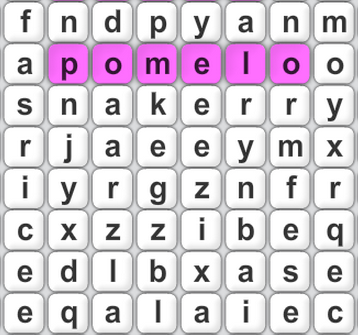 f n d p y a n m
a p o m e l o o
s n a k e r r y
r j a e e y m x
i y r g z n f r
c x z z i b e q
e d l b x a s e
e q a l a i e c